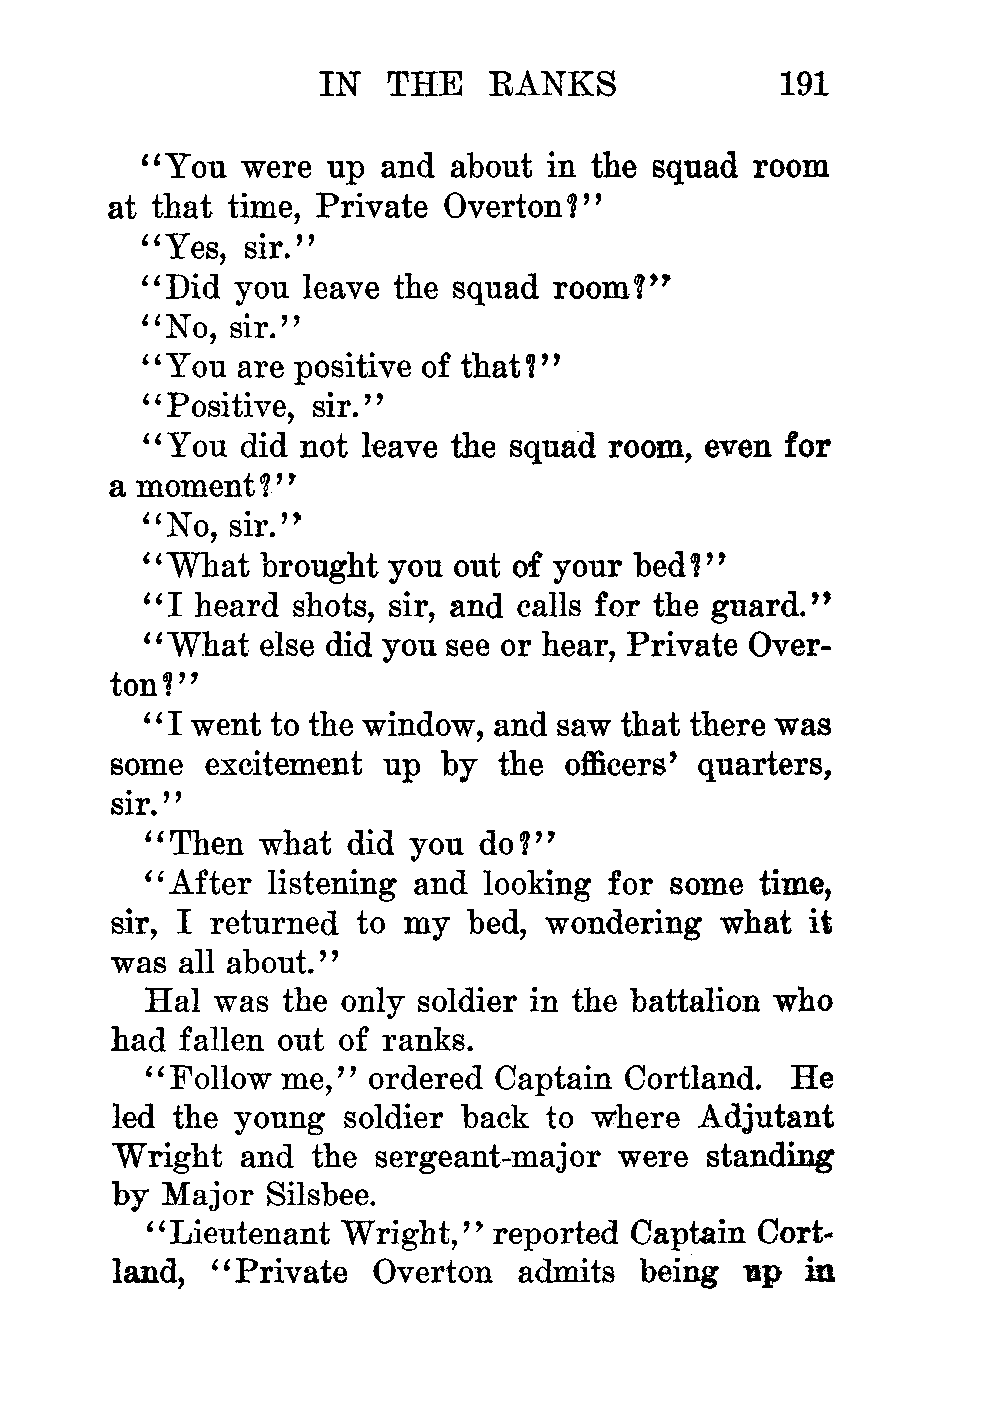 IN THE RANKS 191
“You were up and about in the squad room
at that time, Private Overton?”
“Yes, sir.”
“Did you leave the squad room?”
“No, sir.”
“You are positive of that?”
“Positive, sir.”
“You did not leave the squad room, even for
a moment?”
“No, sir.”
“What brought you out of your bed?”
“I heard shots, sir, and calls for the guard.”
“What else did you see or hear, Private Over-
ton?”
“I went to the window, and saw that there was
some excitement up by the officers’ quarters,
sir.”
“Then what did you do?”
“After listening and looking for some time,
sir, I returned to my bed, wondering what it
was all about.”
Hal was the only soldier in the battalion who
had fallen out of ranks.
“Follow me,” ordered Captain Cortland. He
led the young soldier back to where Adjutant
Wright and the sergeant-major were standing
by Major Silsbee.
“Lieutenant Wright,” reported Captain Cort-
land, “Private Overton admits being up in